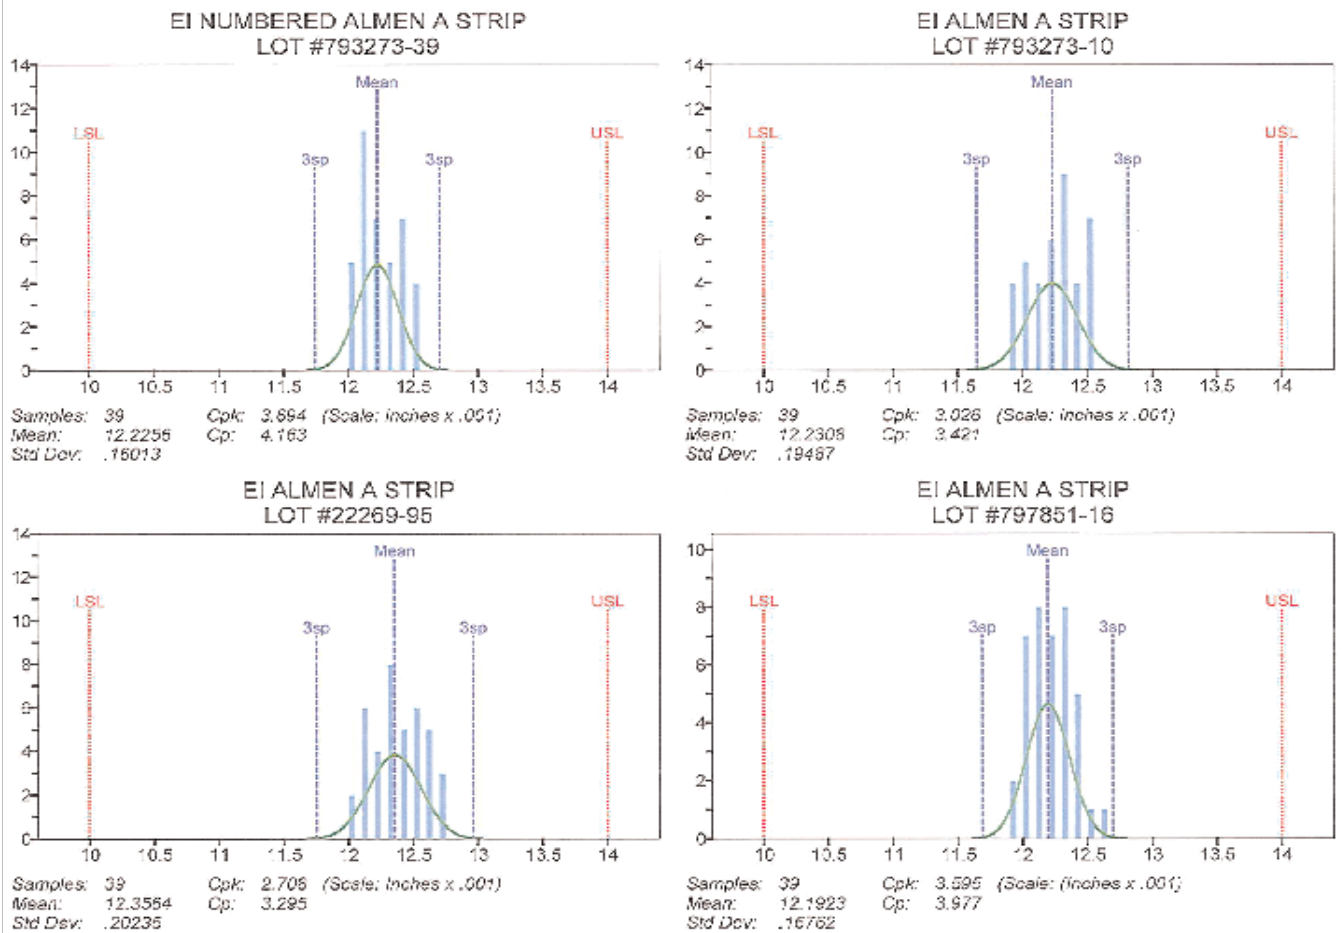 EI NUMBERED ALMEN A STRIP
LOT #793273-39
14
12
10
8
6
4
2
0
Mean
LSL
USL
3sp
3sp
10 10.5 11 11.5 12 12.5 13 13.5 14
Samples: 39 Cpk: 3.694 (Scale: Inches x .001)
Mean: 12.2256 Cp: 4.163
Std Dev: .16013
EI ALMEN A STRIP
LOT #793273-10
14
12
10
8
6
4
2
0
Mean
LSL
USL
3sp
3sp
10 10.5 11 11.5 12 12.5 13 13.5 14
Samples: 39 Cpk: 3.026 (Scale: Inches x .001)
Mean: 12.2308 Cp: 3.421
Std Dev: .19487
EI ALMEN A STRIP
LOT #22269-95
14
12
10
8
6
4
2
0
Mean
LSL
USL
3sp
3sp
10 10.5 11 11.5 12 12.5 13 13.5 14
Samples: 39 Cpk: 2.708 (Scale: Inches x .001)
Mean: 12.3564 Cp: 3.295
Std Dev: .20235
EI ALMEN A STRIP
LOT #797851-16
10
8
6
4
2
0
Mean
LSL
USL
3sp
3sp
10 10.5 11 11.5 12 12.5 13 13.5 14
Samples: 39 Cpk: 3.595 (Scale: (Inches x .001)
Mean: 12.1923 Cp: 3.977
Std Dev: .16762